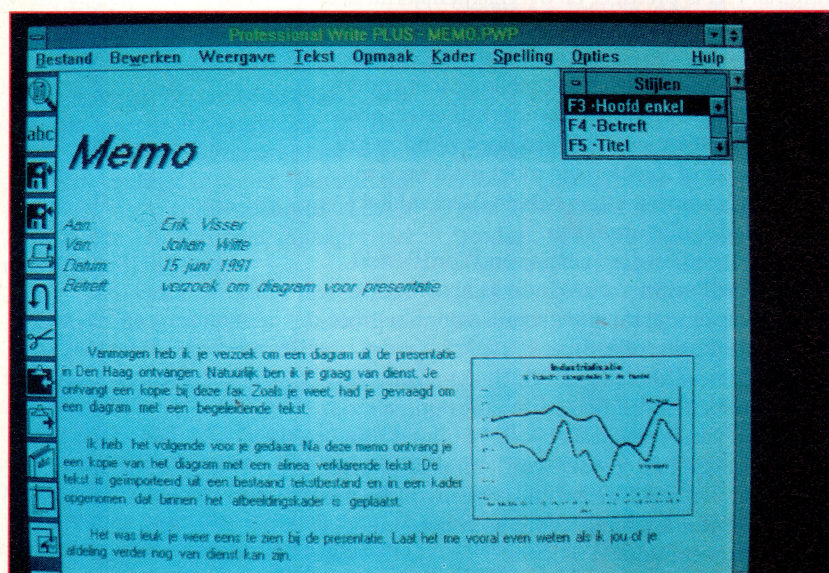 Professional Write PLUS - MEMO.PWP
Bestand Bewerken Weergave Tekst Opmaak Kader Spelling Opties Hulp
Stijlen
F3 -Hoofd enkel
F4 -Betreft
F5 -Titel
abc
Memo
Aan: Erik Visser
Van: Johan Witte
Datum: 15 juni 1991
Betreft: verzoek om diagram voor presentatie
Vanmorgen heb ik je verzoek om een diagram uit de presentatie
in Den Haag ontvangen. Natuurlijk ben ik je graag van dienst. Je
ontvangt een kopie bij deze fax. Zoals je weet, had je gevraagd om
een diagram met een begeleidende tekst.
Ik heb het volgende voor je gedaan. Na deze memo ontvang je
een kopie van het diagram met een alinea verklarende tekst. De
tekst is geïmporteerd uit een bestaand tekstbestand en in een kader
opgenomen dat binnen het afbeeldingskader is geplaatst.
Industrialisatie
Het was leuk je weer eens te zien bij de presentatie. Laat het me vooral even weten als ik jou of je
afdeling verder nog van dienst kan zijn.